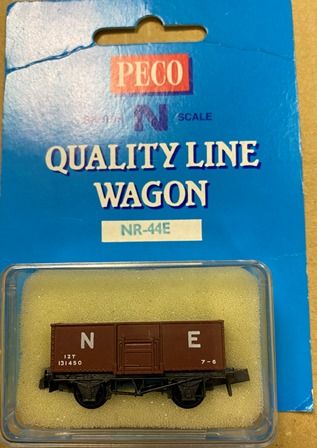 PECO
N SCALE
QUALITY LINE
WAGON
NR-44E
N E
12T
131450 7-6